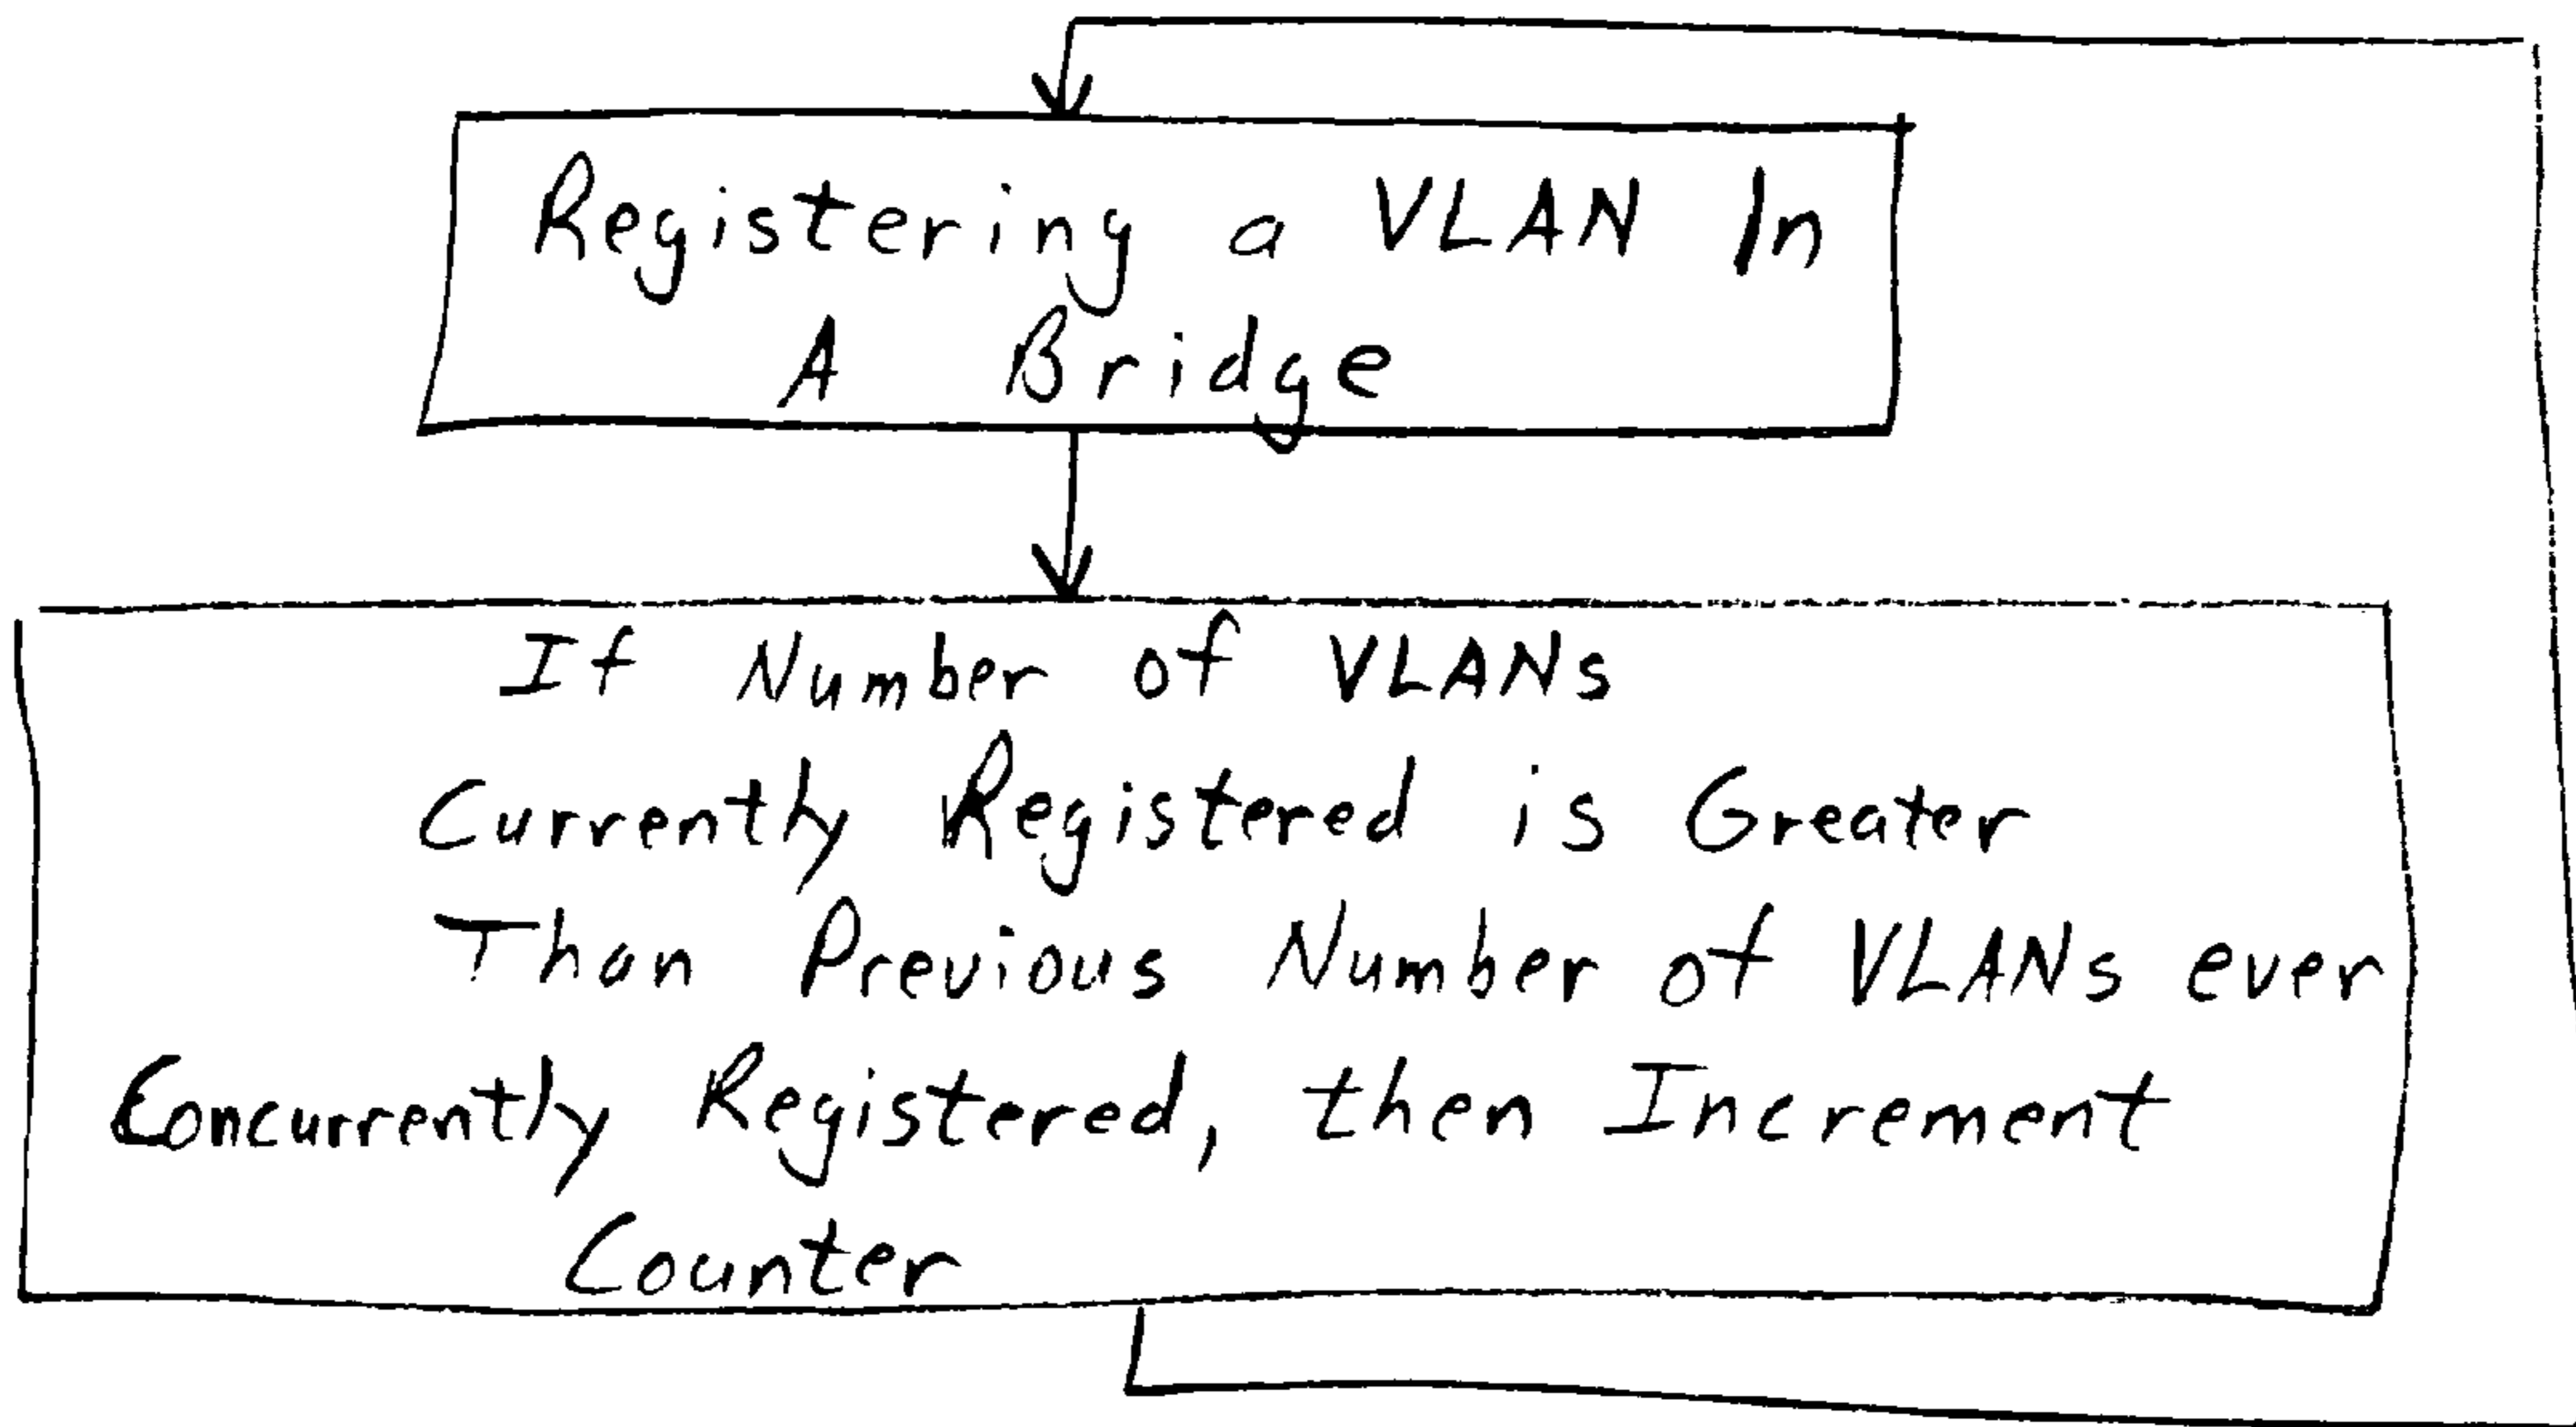 Registering a VLAN In
A Bridge
If Number of VLANs
Currently Registered is Greater
Than Previous Number of VLANs ever
Concurrently Registered, then Increment
Counter